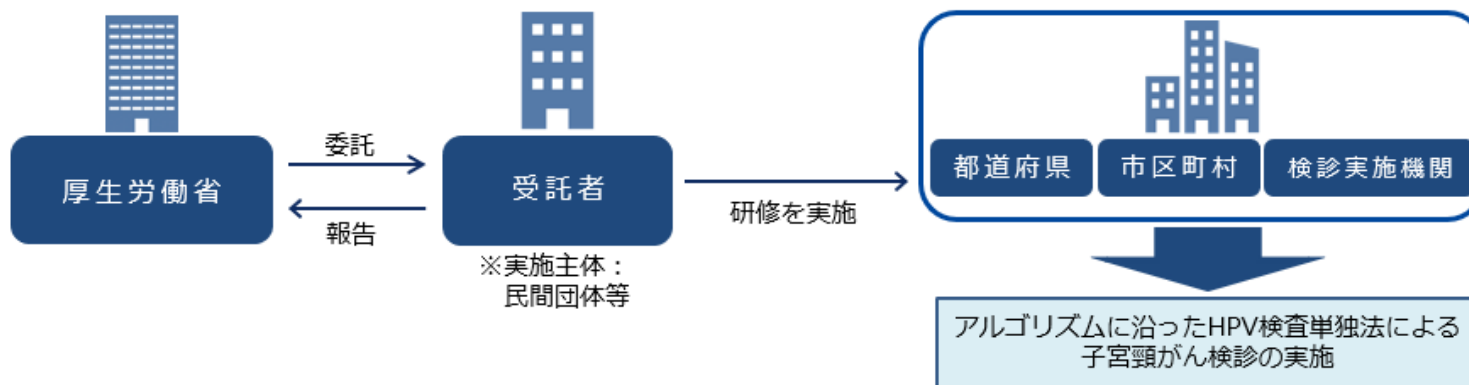 厚生労働省
委託
報告
受託者
※実施主体：
民間団体等
研修を実施
都道府県
市区町村
検診実施機関
アルゴリズムに沿ったHPV検査単独法による
子宮頸がん検診の実施